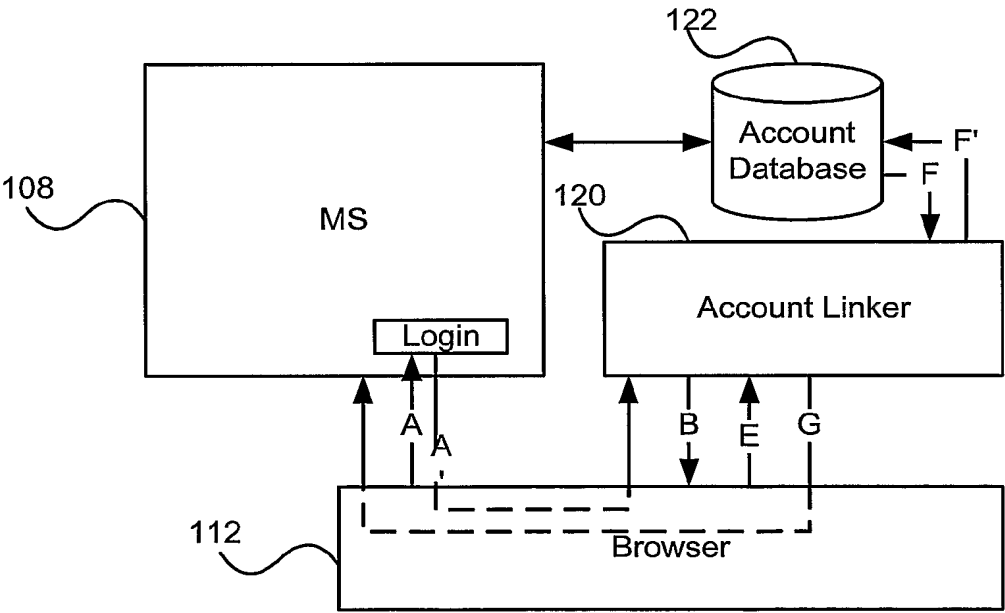 122
Account
Database
F'
F
108
MS
120
Account Linker
Login
A
A
'
B
E
G
112
Browser